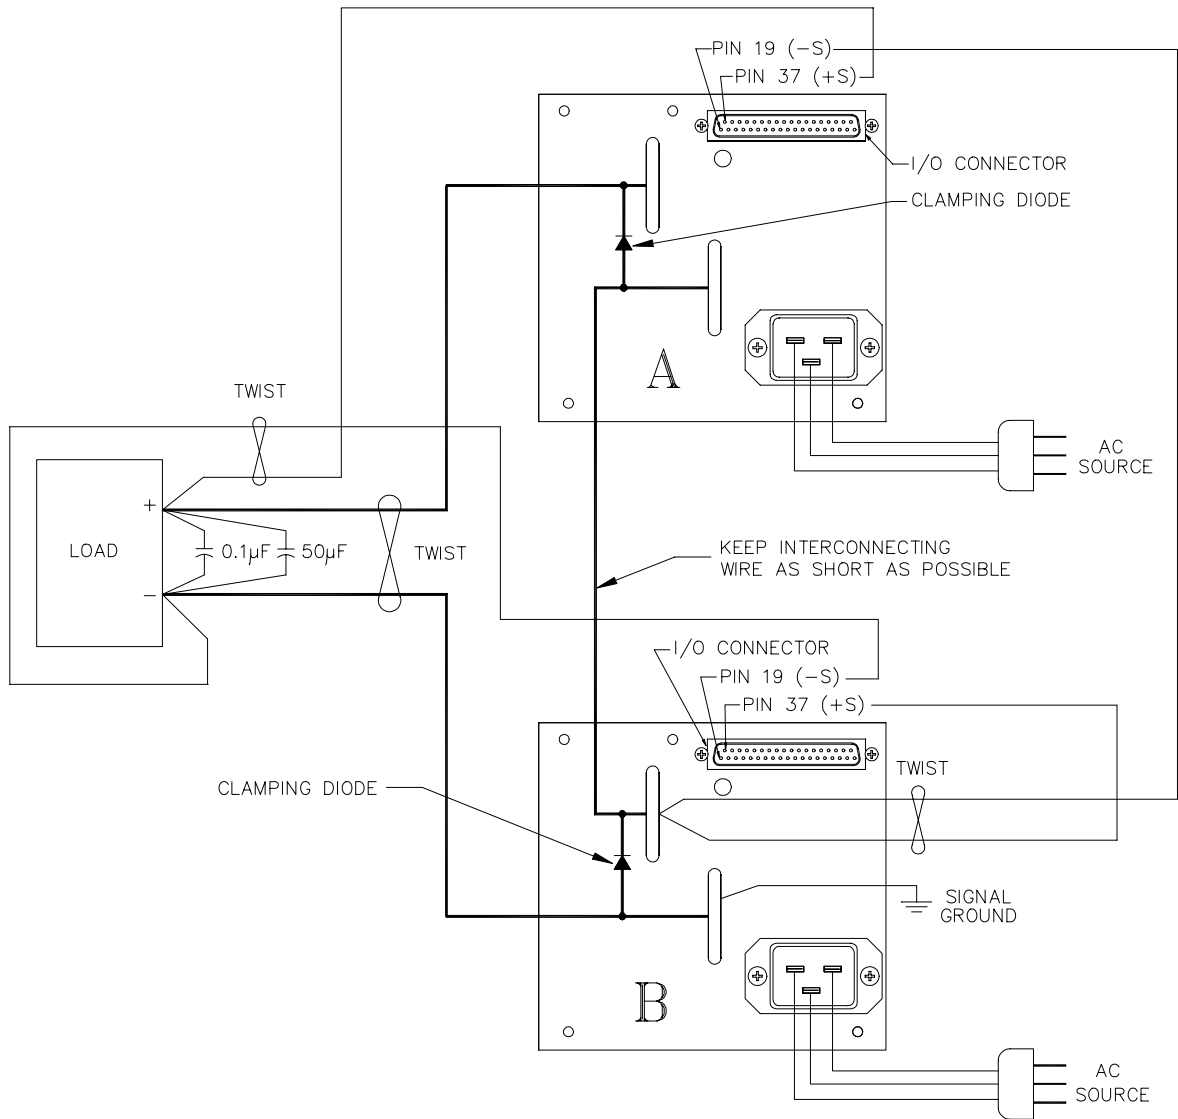 PIN 19 (−S)
PIN 37 (+S)
I/O CONNECTOR
CLAMPING DIODE
A
TWIST
AC
SOURCE
+
LOAD
0.1µF
50µF
TWIST
−
KEEP INTERCONNECTING
WIRE AS SHORT AS POSSIBLE
I/O CONNECTOR
PIN 19 (−S)
PIN 37 (+S)
TWIST
CLAMPING DIODE
SIGNAL
GROUND
B
AC
SOURCE